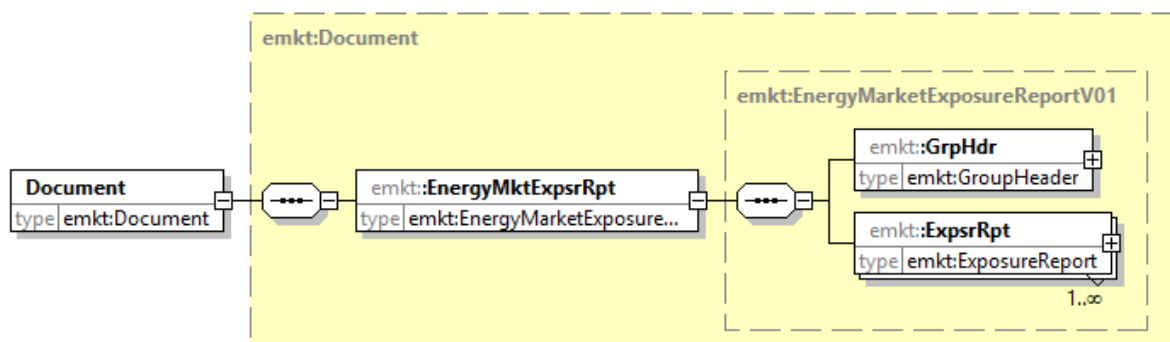 emkt:Document
emkt:EnergyMarketExposureReportV01
emkt::GrpHdr
type emkt:GroupHeader
Document
type emkt:Document
emkt::EnergyMktExpsrRpt
type emkt:EnergyMarketExposure...
emkt::ExpsrRpt
type emkt:ExposureReport
1..∞